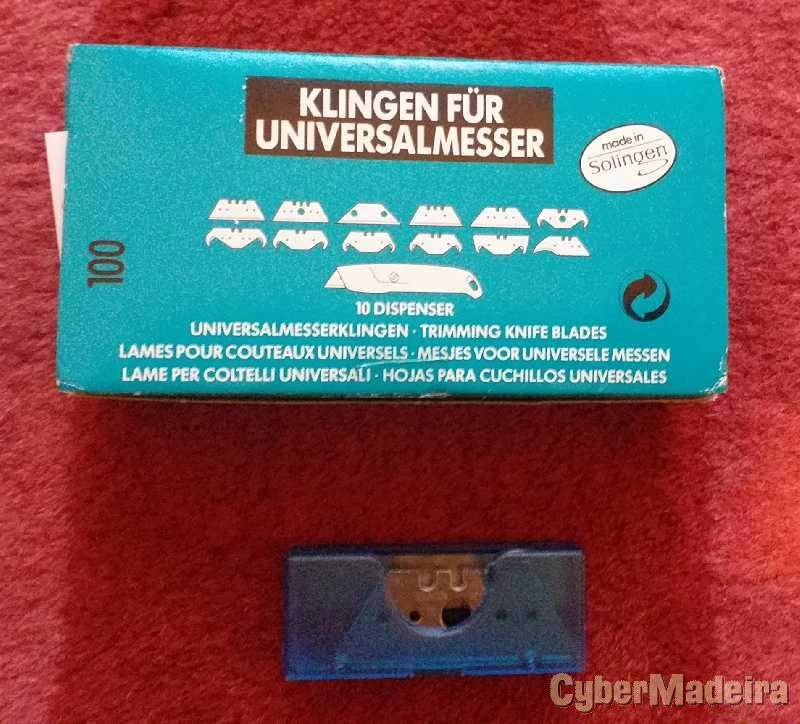 KLINGEN FÜR
UNIVERSALMESSER
made in
Solingen
100
10 DISPENSER
UNIVERSALMESSERKLINGEN · TRIMMING KNIFE BLADES
LAMES POUR COUTEAUX UNIVERSELS · MESJES VOOR UNIVERSELE MESSEN
LAME PER COLTELLI UNIVERSALI · HOJAS PARA CUCHILLOS UNIVERSALES
CyberMadeira